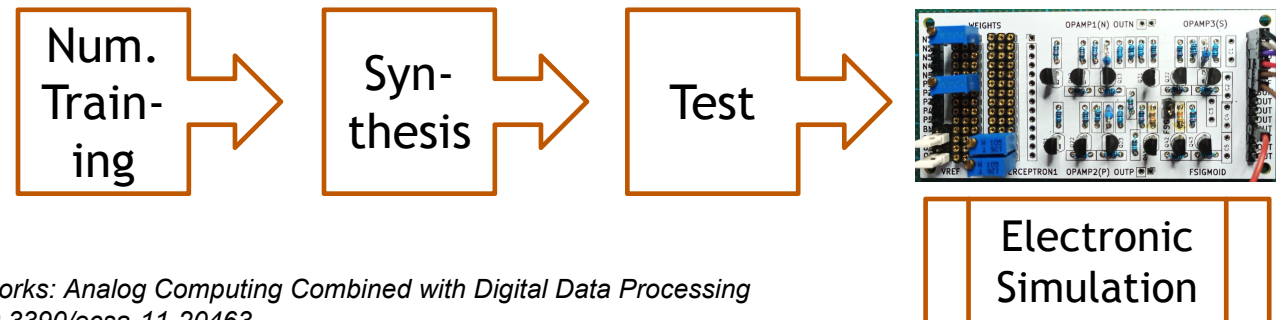 Num.
Train-
ing
Syn-
thesis
Test
WEIGHTS
OPAMP1(N) OUTN
OPAMP3(S)
VREF
OPAMP2(P) OUTP
FSIGMOID
Electronic
Simulation
orks: Analog Computing Combined with Digital Data Processing